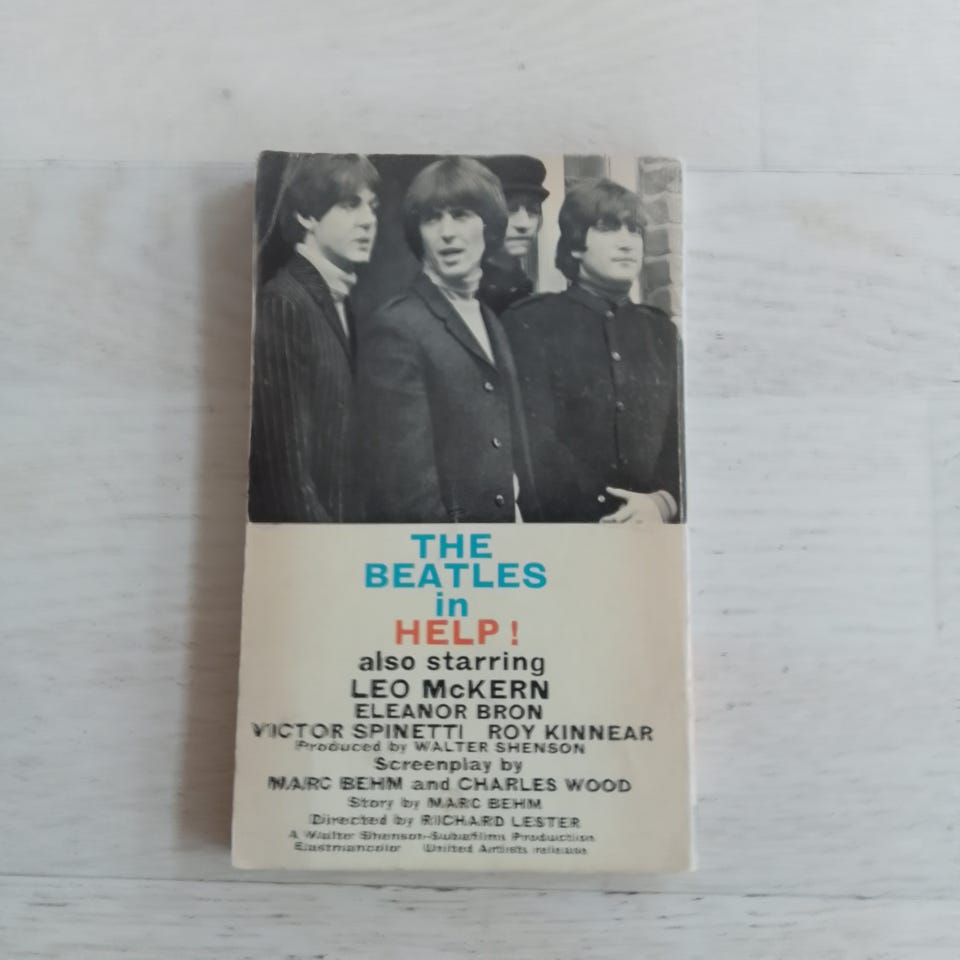 THE
BEATLES
in
HELP!
also starring
LEO McKERN
ELEANOR BRON
VICTOR SPINETTI ROY KINNEAR
Produced by WALTER SHENSON
Screenplay by
MARC BEHM and CHARLES WOOD
Story by MARC BEHM
Directed by RICHARD LESTER
A Walter Shenson-Subafilms Production
Eastmancolor United Artists release